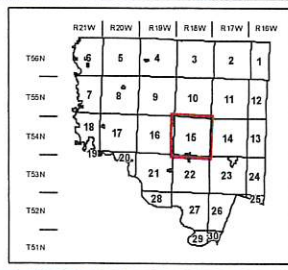 R21W R20W R19W R18W R17W R16W
T56N 6 5 4 3 2 1
T55N 7 8 9 10 11 12
T54N 18 17 16 15 14 13
19 20
T53N 21 22 23 24
28 25
T52N 27 26
29 30
T51N